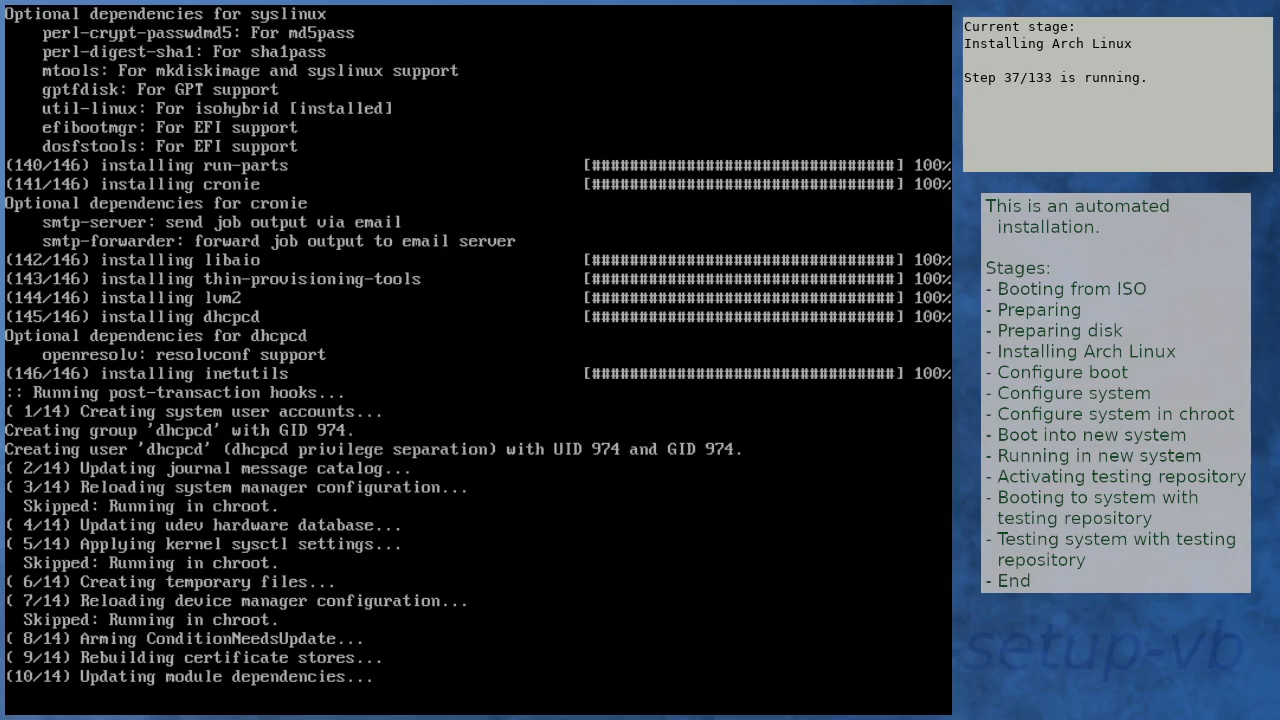 Optional dependencies for syslinux
    perl-crypt-passwdmd5: For md5pass
    perl-digest-sha1: For sha1pass
    mtools: For mkdiskimage and syslinux support
    gptfdisk: For GPT support
    util-linux: For isohybrid [installed]
    efibootmgr: For EFI support
    dosfstools: For EFI support
(140/146) installing run-parts [################################] 100%
(141/146) installing cronie [################################] 100%
Optional dependencies for cronie
    smtp-server: send job output via email
    smtp-forwarder: forward job output to email server
(142/146) installing libaio [################################] 100%
(143/146) installing thin-provisioning-tools [################################] 100%
(144/146) installing lvm2 [################################] 100%
(145/146) installing dhcpcd [################################] 100%
Optional dependencies for dhcpcd
    openresolv: resolvconf support
(146/146) installing inetutils [################################] 100%
:: Running post-transaction hooks...
( 1/14) Creating system user accounts...
Creating group 'dhcpcd' with GID 974.
Creating user 'dhcpcd' (dhcpcd privilege separation) with UID 974 and GID 974.
( 2/14) Updating journal message catalog...
( 3/14) Reloading system manager configuration...
  Skipped: Running in chroot.
( 4/14) Updating udev hardware database...
( 5/14) Applying kernel sysctl settings...
  Skipped: Running in chroot.
( 6/14) Creating temporary files...
( 7/14) Reloading device manager configuration...
  Skipped: Running in chroot.
( 8/14) Arming ConditionNeedsUpdate...
( 9/14) Rebuilding certificate stores...
(10/14) Updating module dependencies...
Current stage:
Installing Arch Linux
Step 37/133 is running.
This is an automated
installation.
Stages:
- Booting from ISO
- Preparing
- Preparing disk
- Installing Arch Linux
- Configure boot
- Configure system
- Configure system in chroot
- Boot into new system
- Running in new system
- Activating testing repository
- Booting to system with
testing repository
- Testing system with testing
repository
- End
setup-vb